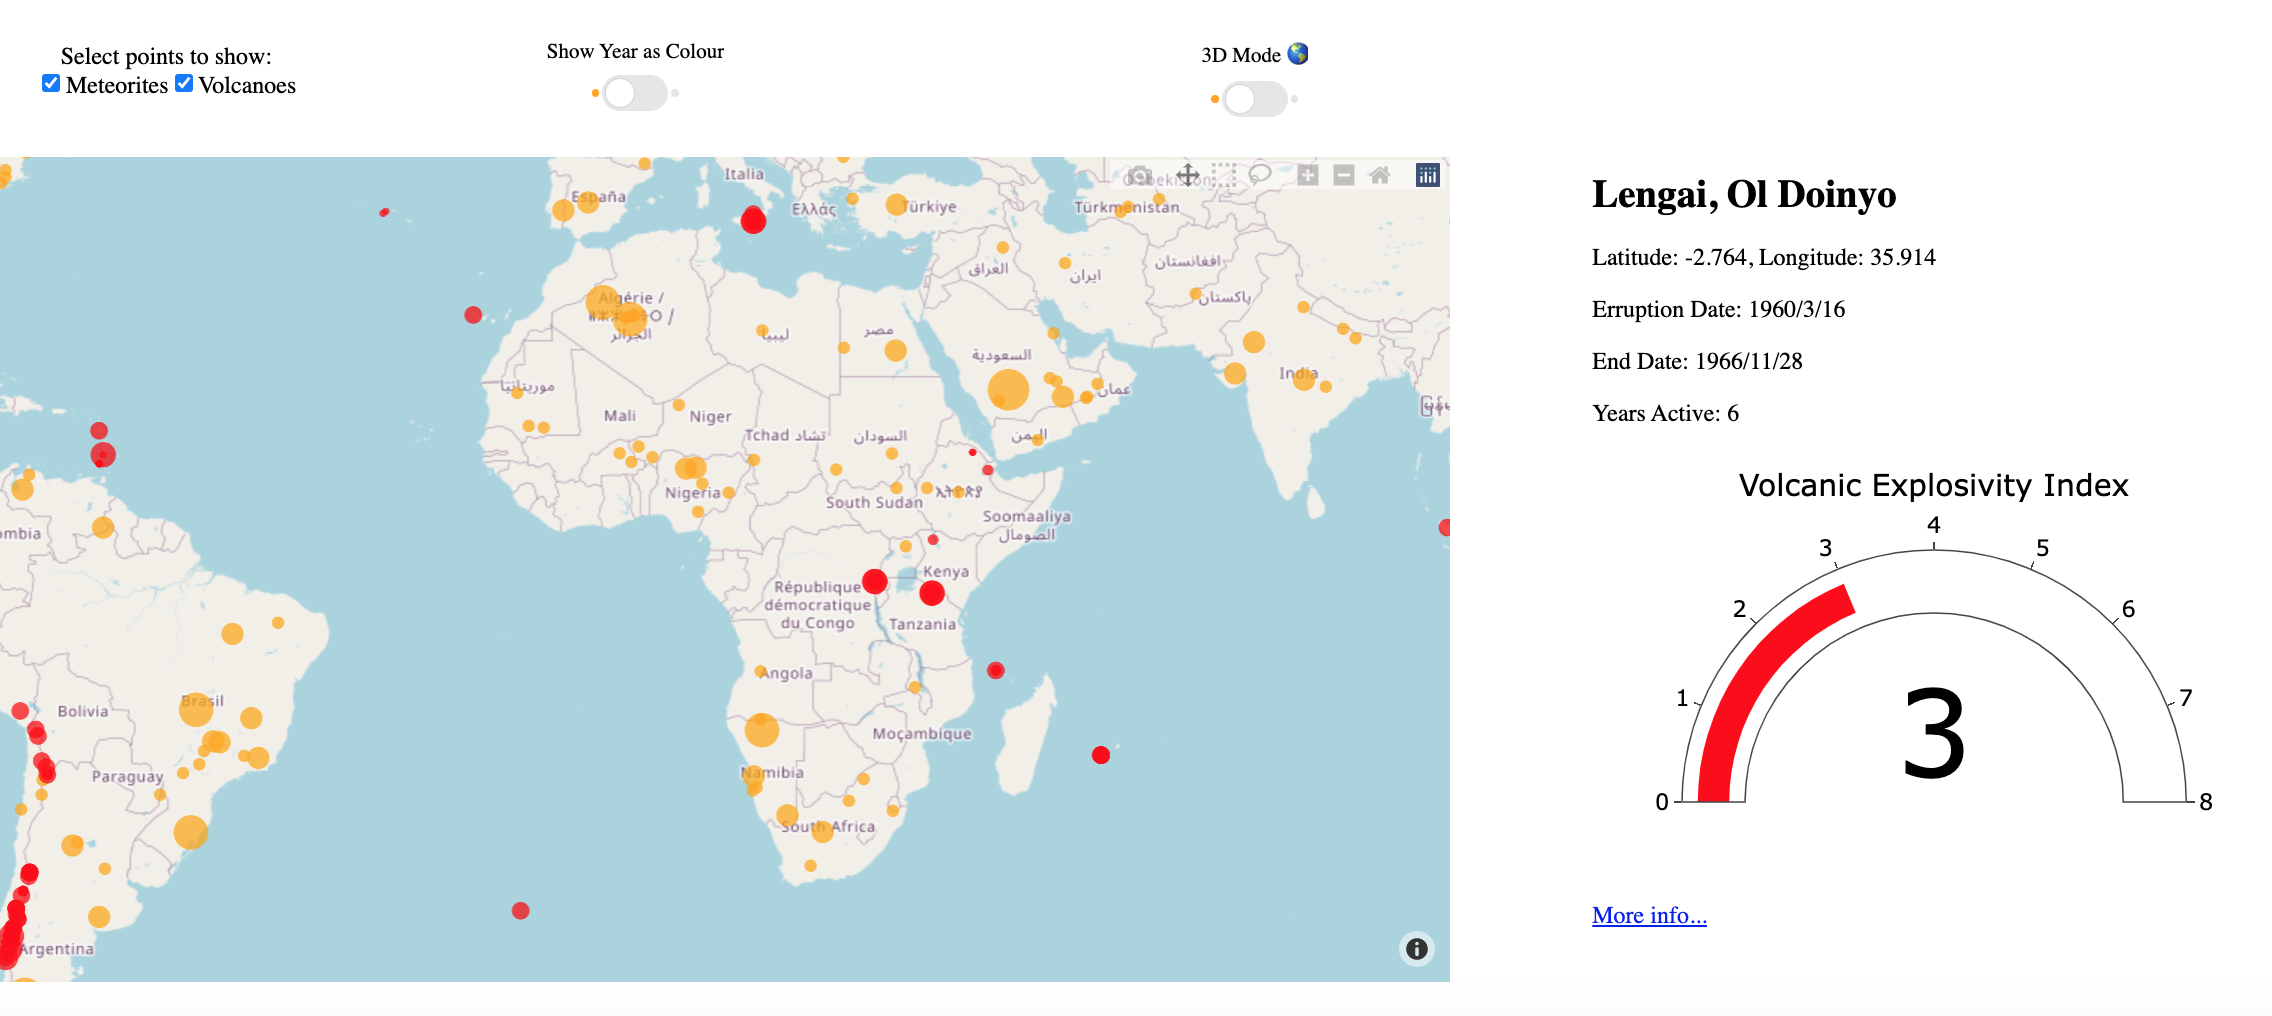 Select points to show:
Meteorites Volcanoes
Show Year as Colour
3D Mode
Italia
España
Ελλάς
Türkiye
Türkmenistan
العراق
ایران
افغانستان
پاکستان
Algérie /
الجزائر
ليبيا
مصر
السعودية
عمان
India
موريتانيا
Mali
Niger
Tchad تشاد
السودان
اليمن
Nigeria
South Sudan
Soomaaliya
الصومال
République
démocratique
du Congo
Kenya
Tanzania
Angola
Brasil
Bolivia
Moçambique
Paraguay
Namibia
South Africa
Argentina
Lengai, Ol Doinyo
Latitude: -2.764, Longitude: 35.914
Erruption Date: 1960/3/16
End Date: 1966/11/28
Years Active: 6
Volcanic Explosivity Index
0
1
2
3
4
5
6
7
8
3
More info...